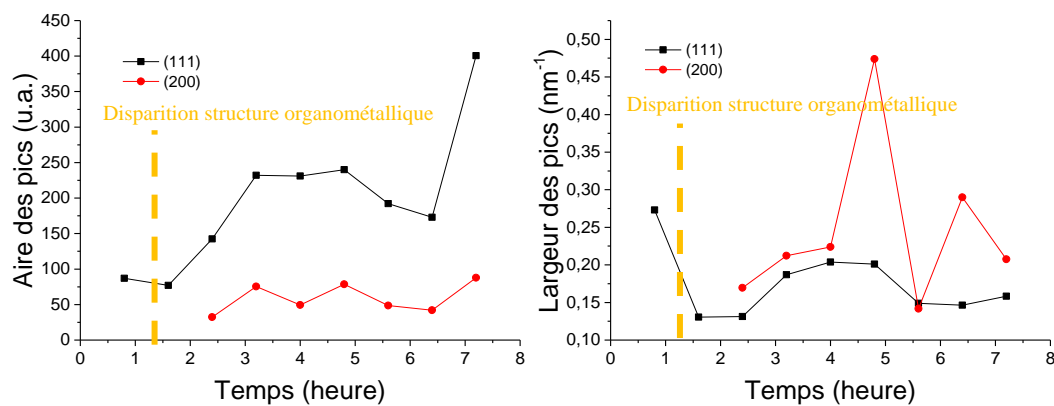 450
400
350
300
250
200
150
100
50
0
Aire des pics (u.a.)
(111)
(200)
Disparition structure organométallique
0 1 2 3 4 5 6 7 8
Temps (heure)
0,50
0,45
0,40
0,35
0,30
0,25
0,20
0,15
0,10
Largeur des pics (nm⁻¹)
(111)
(200)
Disparition structure organométallique
0 1 2 3 4 5 6 7 8
Temps (heure)